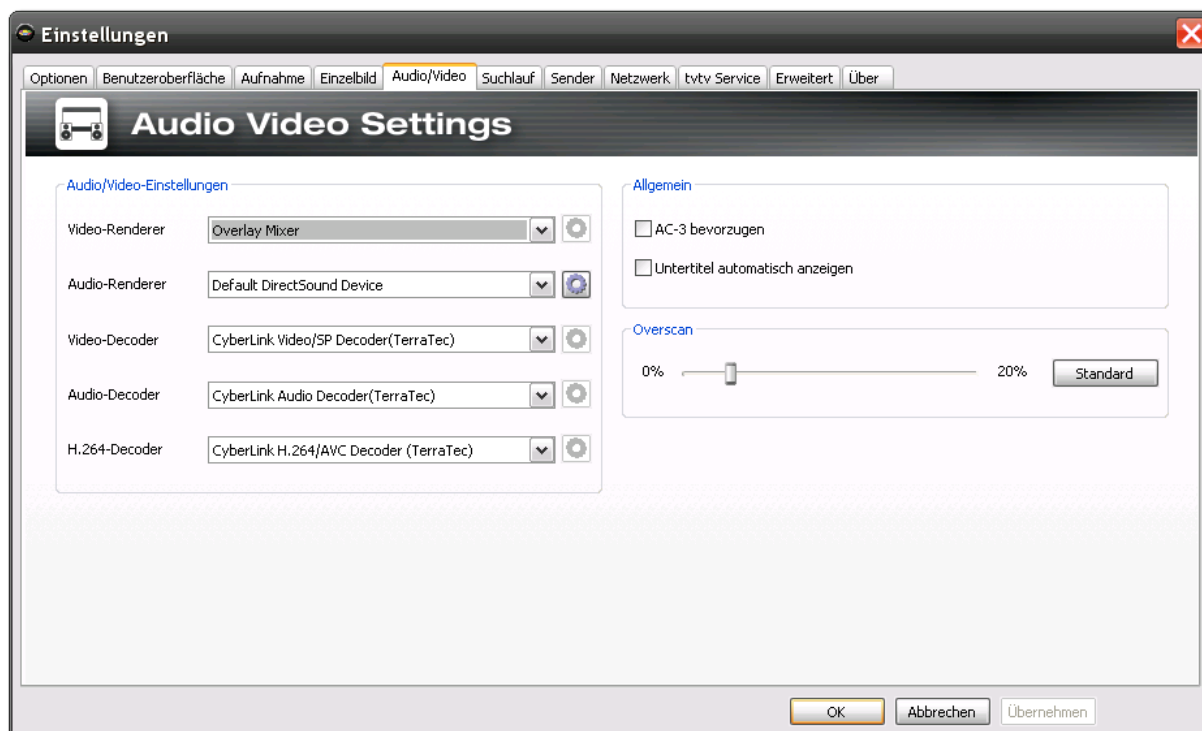 Einstellungen
Optionen Benutzeroberfläche Aufnahme Einzelbild Audio/Video Suchlauf Sender Netzwerk tvtv Service Erweitert Über
Audio Video Settings
Audio/Video-Einstellungen
Video-Renderer Overlay Mixer
Audio-Renderer Default DirectSound Device
Video-Decoder CyberLink Video/SP Decoder(TerraTec)
Audio-Decoder CyberLink Audio Decoder(TerraTec)
H.264-Decoder CyberLink H.264/AVC Decoder (TerraTec)
Allgemein
AC-3 bevorzugen
Untertitel automatisch anzeigen
Overscan
0% 20% Standard
OK Abbrechen Übernehmen